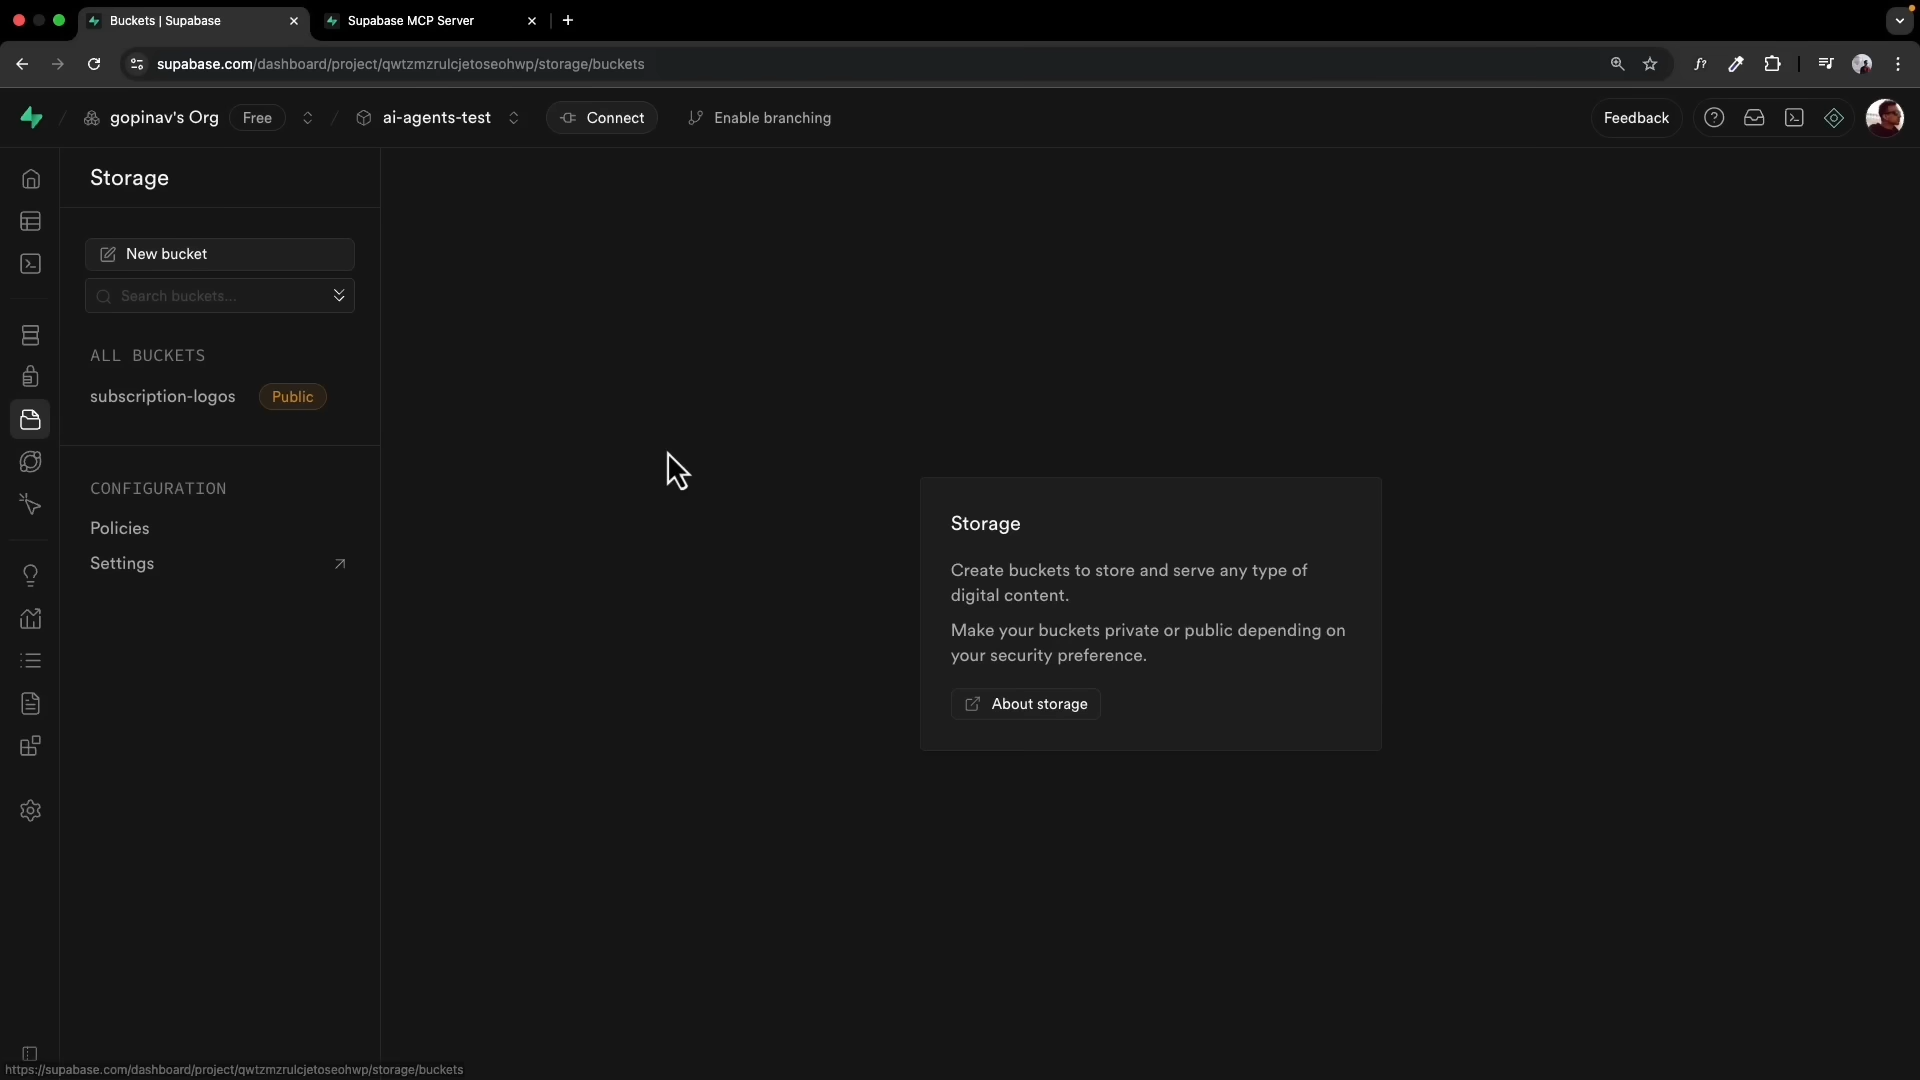 Buckets | Supabase
Supabase MCP Server
supabase.com/dashboard/project/qwtzmzrulcjetoseohwp/storage/buckets
gopinav's Org
Free
ai-agents-test
Connect
Enable branching
Feedback
Storage
New bucket
Search buckets...
ALL BUCKETS
subscription-logos
Public
CONFIGURATION
Policies
Settings
Storage
Create buckets to store and serve any type of
digital content.
Make your buckets private or public depending on
your security preference.
About storage
https://supabase.com/dashboard/project/qwtzmzrulcjetoseohwp/storage/buckets